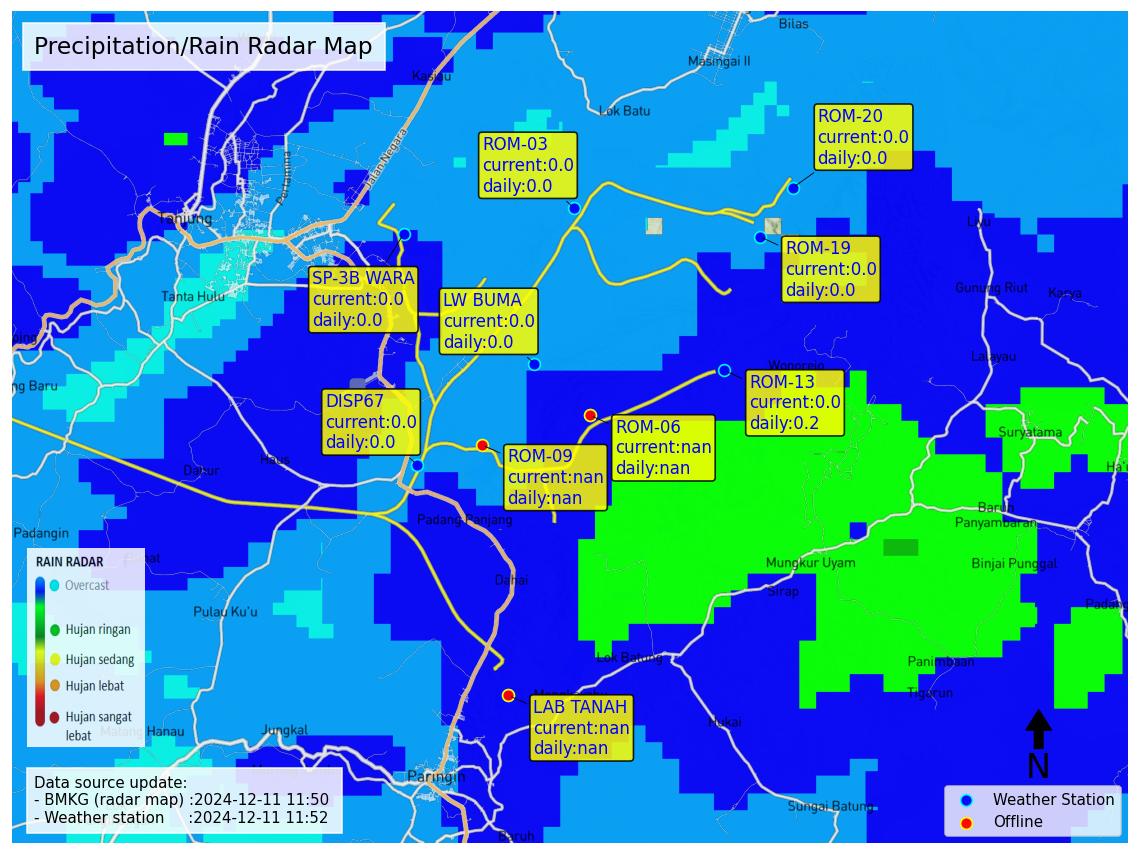 Precipitation/Rain Radar Map
Bilas
Masingai II
Kasiau
Lok Batu
ROM-20
current:0.0
daily:0.0
ROM-03
current:0.0
daily:0.0
Jalan Negara
Pertamina
Tanjung
Liyu
ROM-19
current:0.0
daily:0.0
SP-3B WARA
current:0.0
daily:0.0
LW BUMA
current:0.0
daily:0.0
Tanta Hulu
Gunung Riut
Karya
Lalayau
Wonorejo
ng Baru
ROM-13
current:0.0
daily:0.2
DISP67
current:0.0
daily:0.0
ROM-06
current:nan
daily:nan
Suryatama
ROM-09
current:nan
daily:nan
Haus
Dahur
Baruh
Panyambaran
Padang Panjang
Padangin
Mungkur Uyam
Binjai Punggal
RAIN RADAR
Overcast
Hujan ringan
Hujan sedang
Hujan lebat
Hujan sangat
lebat
Dahai
Sirap
Padang
Pulau Ku'u
Lok Batung
Panimbaan
Tigarun
LAB TANAH
current:nan
daily:nan
Hukai
Hanau
Jungkal
N
Paringin
Data source update:
- BMKG (radar map) :2024-12-11 11:50
- Weather station :2024-12-11 11:52
Sungai Batung
Weather Station
Offline
Baruh